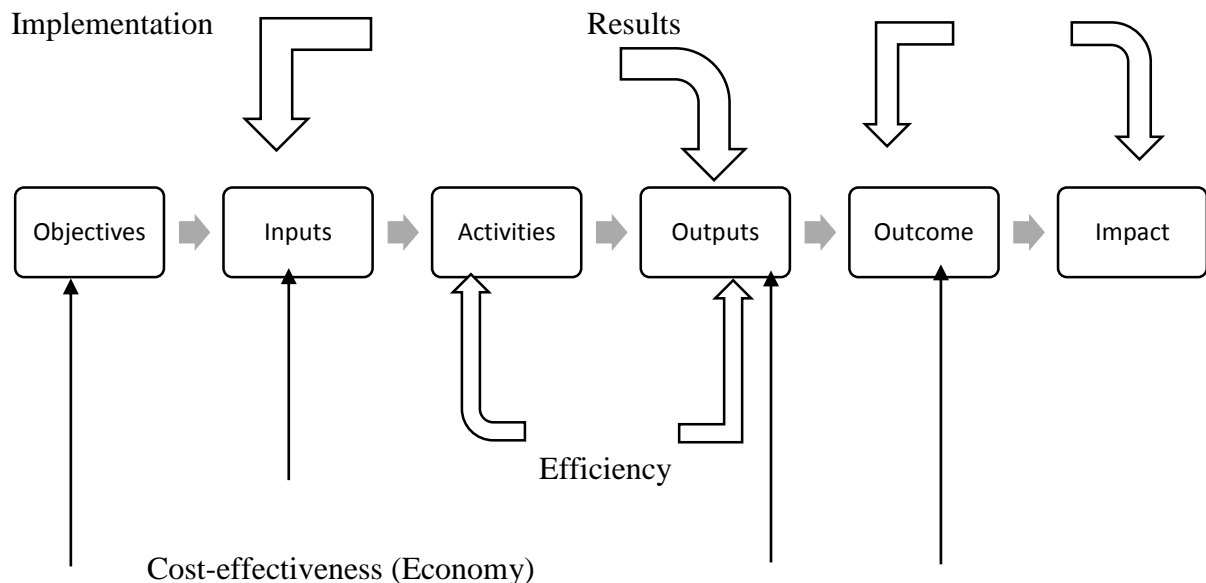 Implementation
Results
Objectives
Inputs
Activities
Outputs
Outcome
Impact
Efficiency
Cost-effectiveness (Economy)